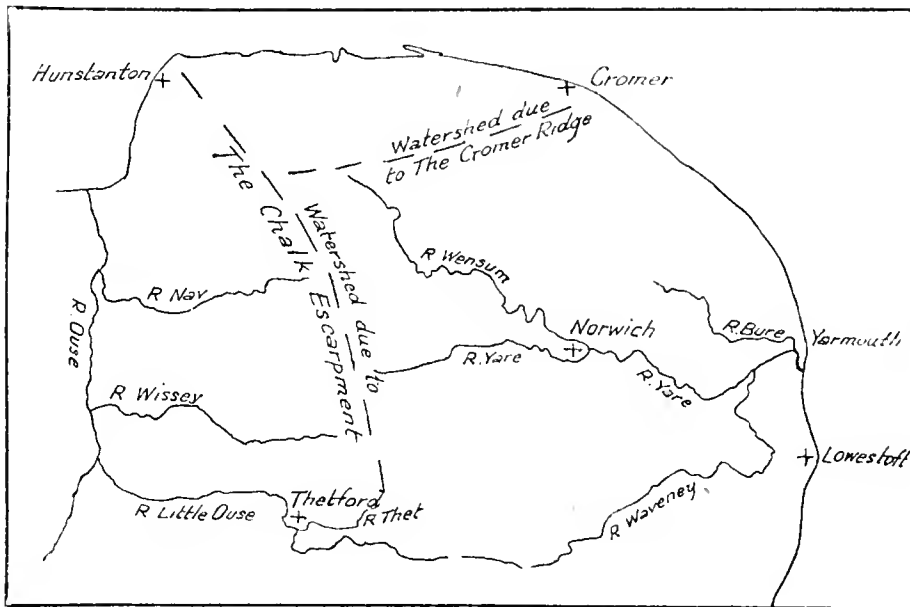 Hunstanton
Cromer
Watershed due
to The Cromer Ridge
The Chalk Escarpment
Watershed due to
R Wensum
R Nav
R. Ouse
Norwich
R. Bure
Yarmouth
R. Yare
R. Yare
R Wissey
Lowestoft
Thetford
R Little Ouse
R Thet
R Waveney